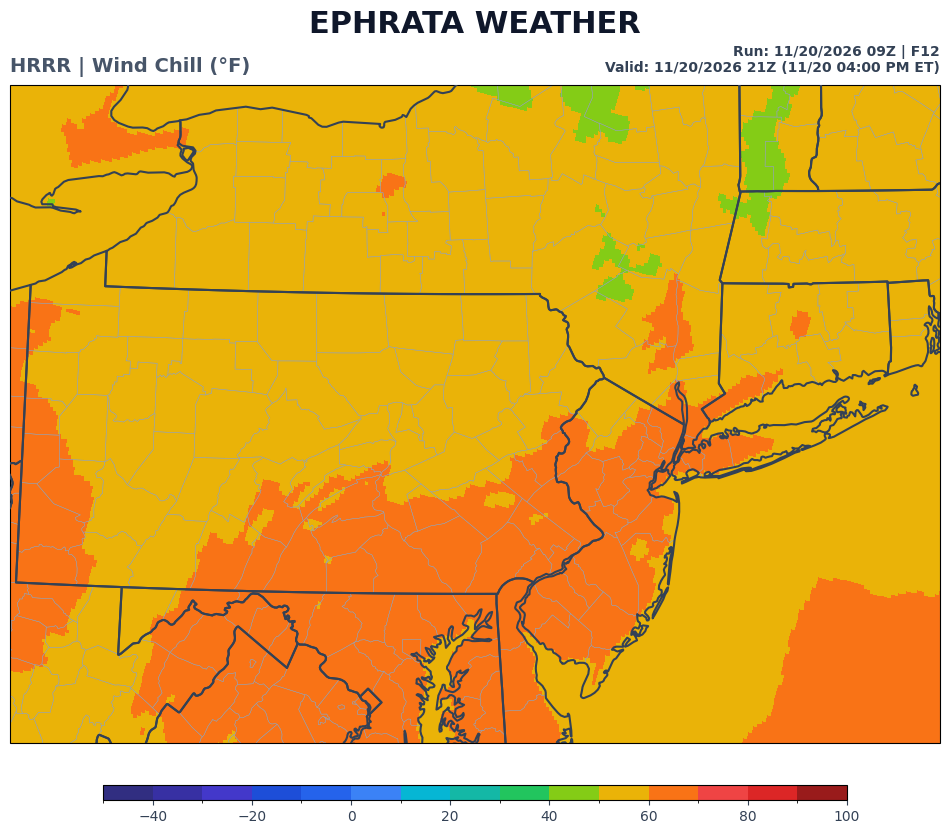 EPHRATA WEATHER
HRRR | Wind Chill (°F)
Run: 11/20/2026 09Z | F12
Valid: 11/20/2026 21Z (11/20 04:00 PM ET)
−40 −20 0 20 40 60 80 100